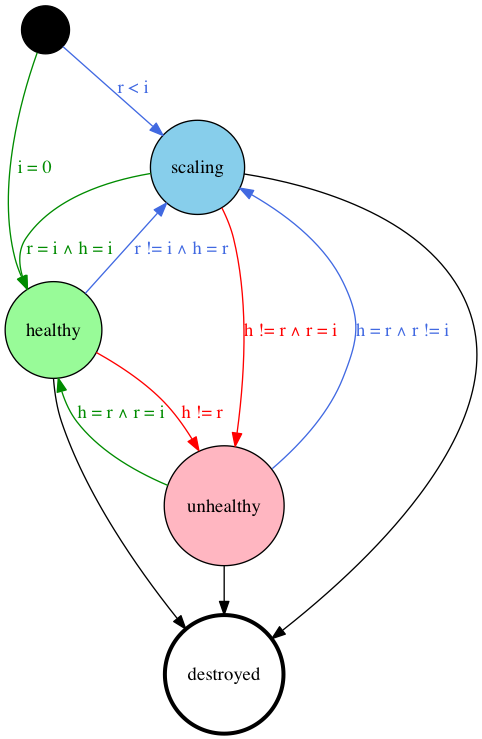 r < i
i = 0
scaling
r = i ∧ h = i
r != i ∧ h = r
healthy
h != r ∧ r = i
h = r ∧ r != i
h = r ∧ r = i
h != r
unhealthy
destroyed